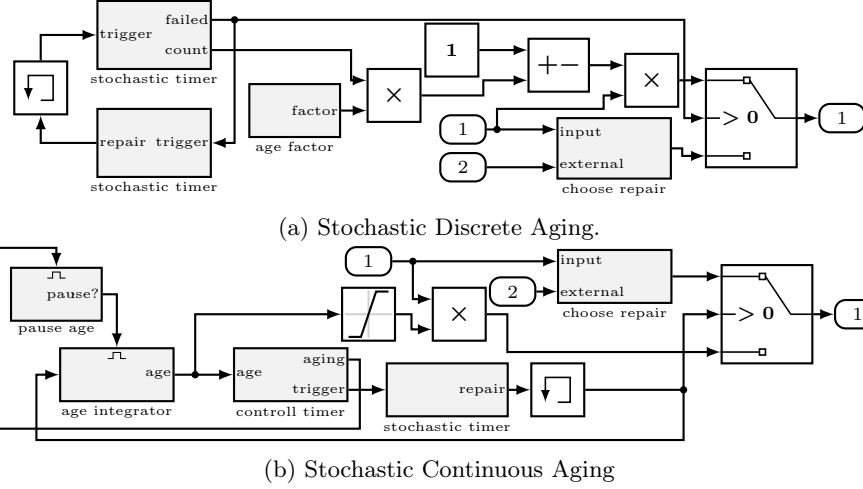 failed
trigger
count
stochastic timer
×
1
+−
×
factor
age factor
> 0
1
1
input
repair trigger
external
2
stochastic timer
choose repair
(a) Stochastic Discrete Aging.
1
input
pause?
external
2
pause age
choose repair
×
> 0
1
aging
age
age
trigger
repair
age integrator
controll timer
stochastic timer
(b) Stochastic Continuous Aging